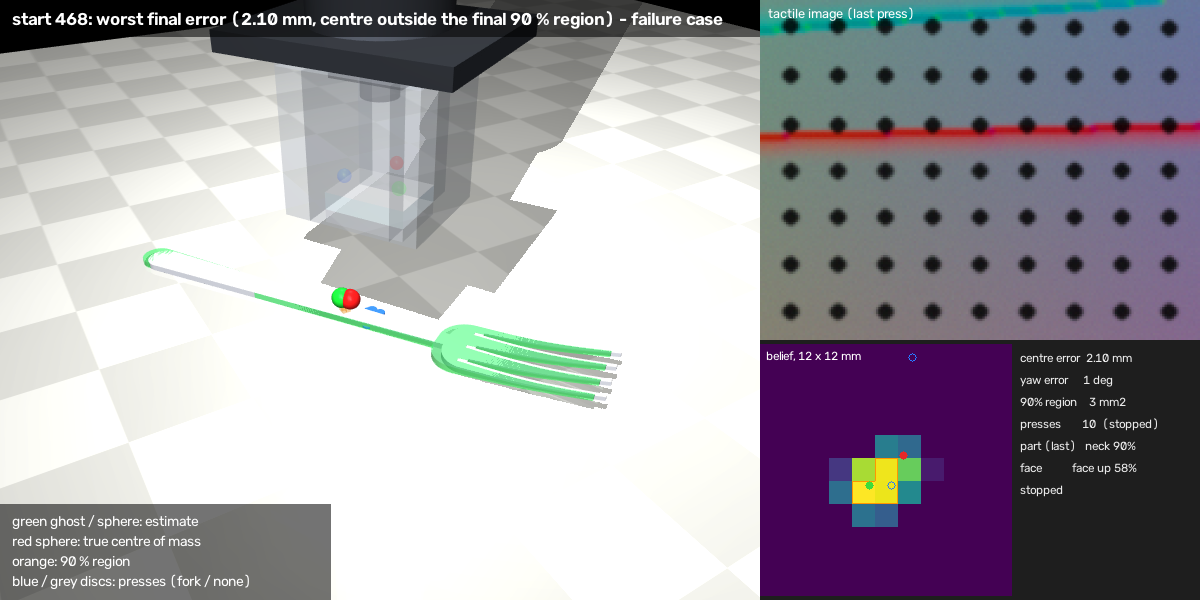 start 468: worst final error (2.10 mm, centre outside the final 90 % region) - failure case
tactile image (last press)
belief, 12 x 12 mm
centre error 2.10 mm
yaw error 1 deg
90% region 3 mm2
presses 10 (stopped)
part (last) neck 90%
face face up 58%
stopped
green ghost / sphere: estimate
red sphere: true centre of mass
orange: 90 % region
blue / grey discs: presses (fork / none)